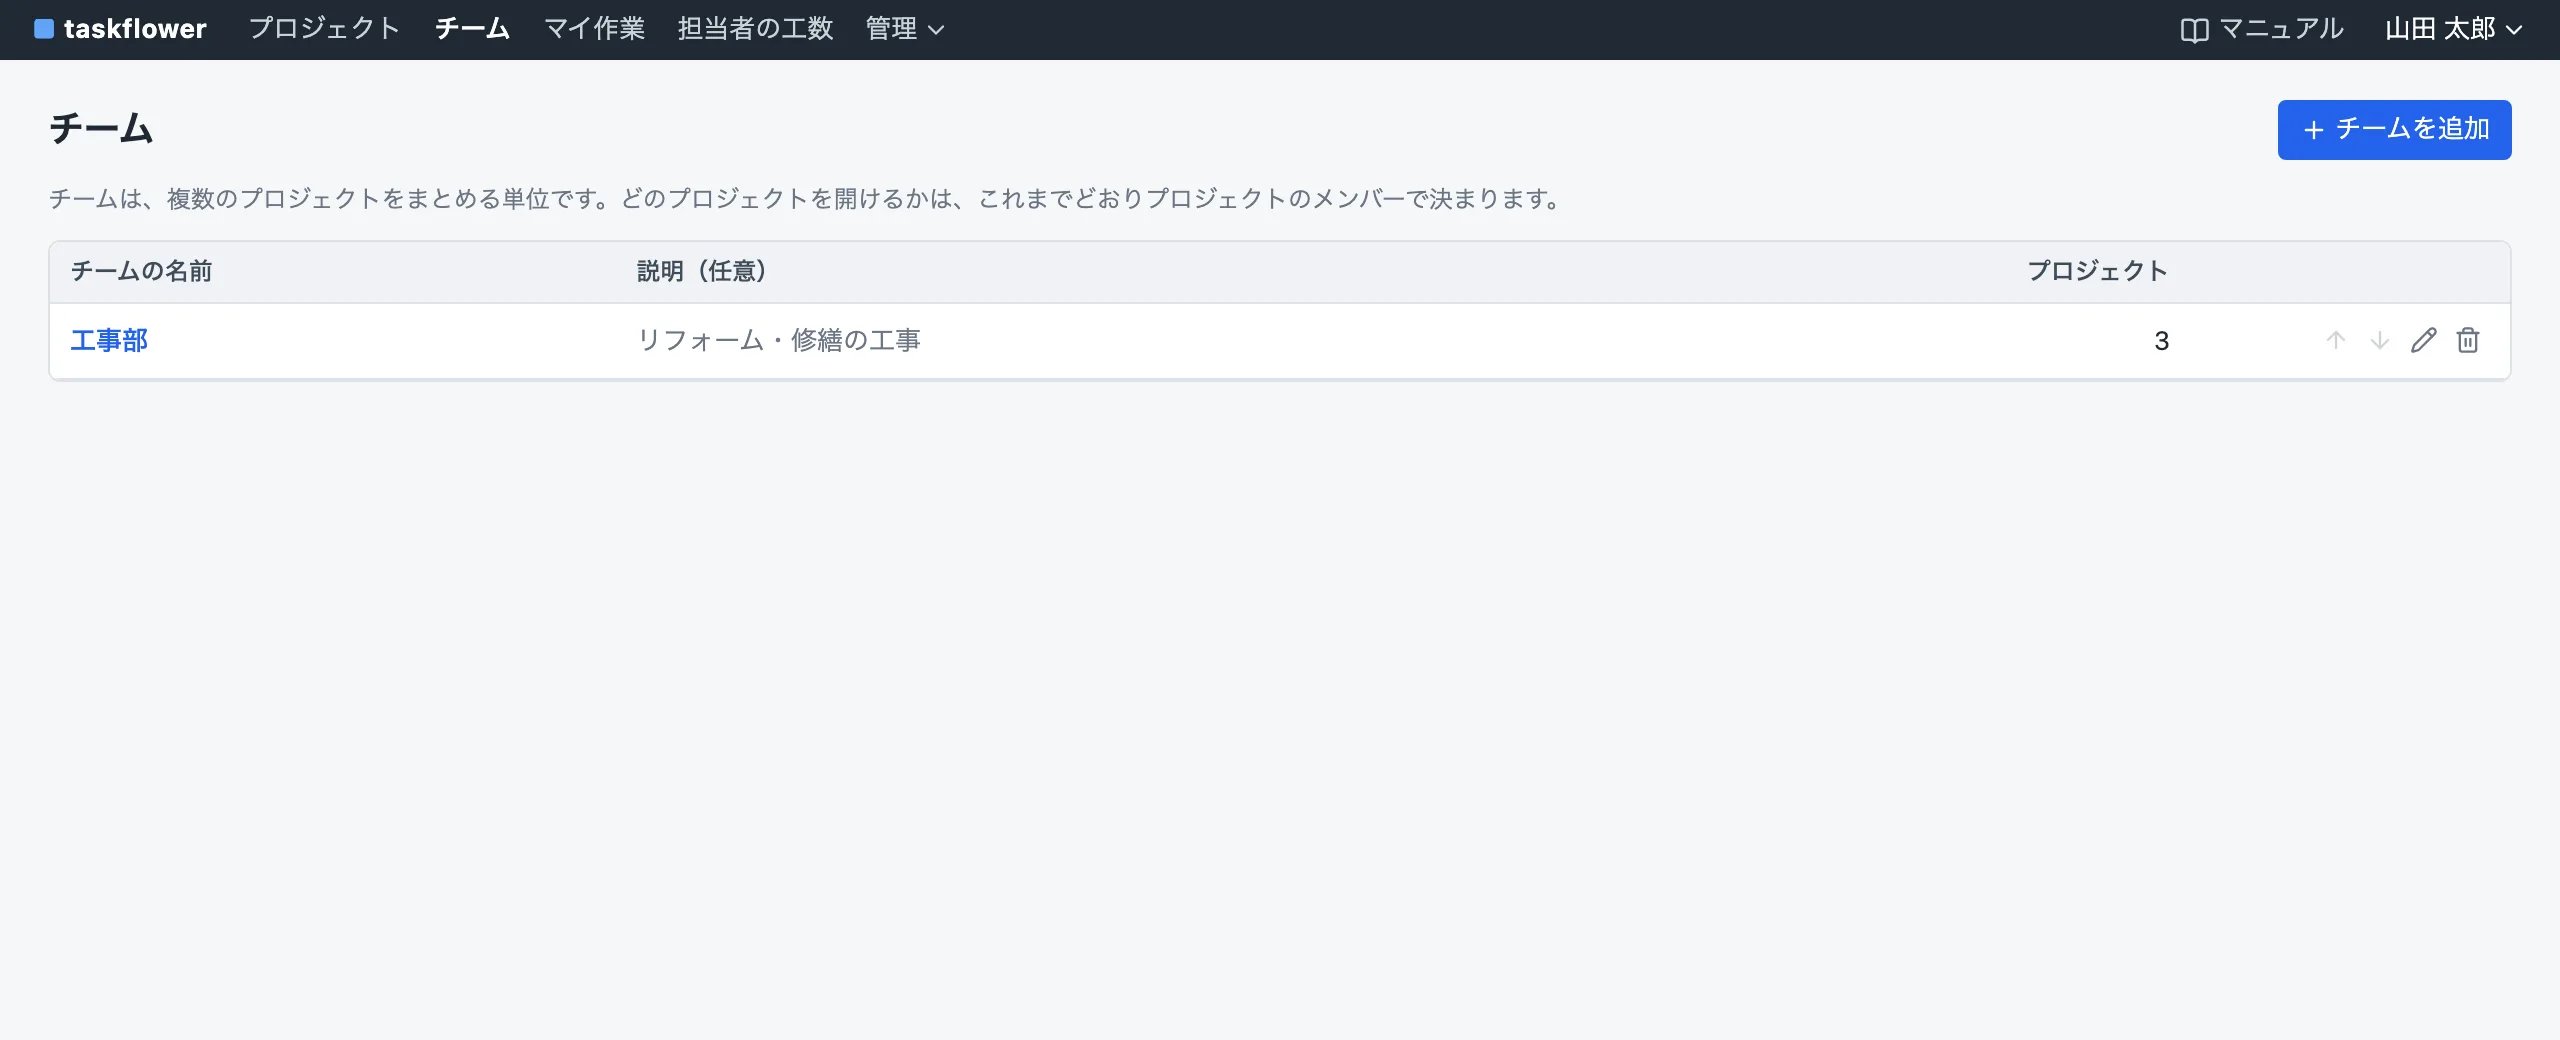 taskflower プロジェクト チーム マイ作業 担当者の工数 管理 マニュアル 山田 太郎
チーム
+ チームを追加
チームは、複数のプロジェクトをまとめる単位です。どのプロジェクトを開けるかは、これまでどおりプロジェクトのメンバーで決まります。
チームの名前 説明（任意） プロジェクト
工事部 リフォーム・修繕の工事 3